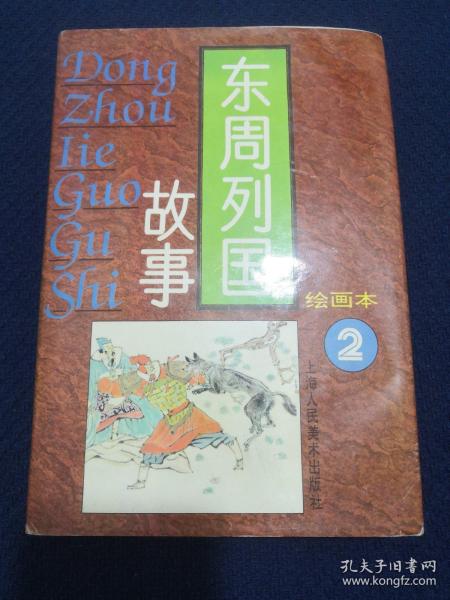 Dong
Zhou
lie
Guo
Gu
Shi
东周列国
故事
绘画本
2
上海人民美术出版社
孔夫子旧书网
www.kongfz.com